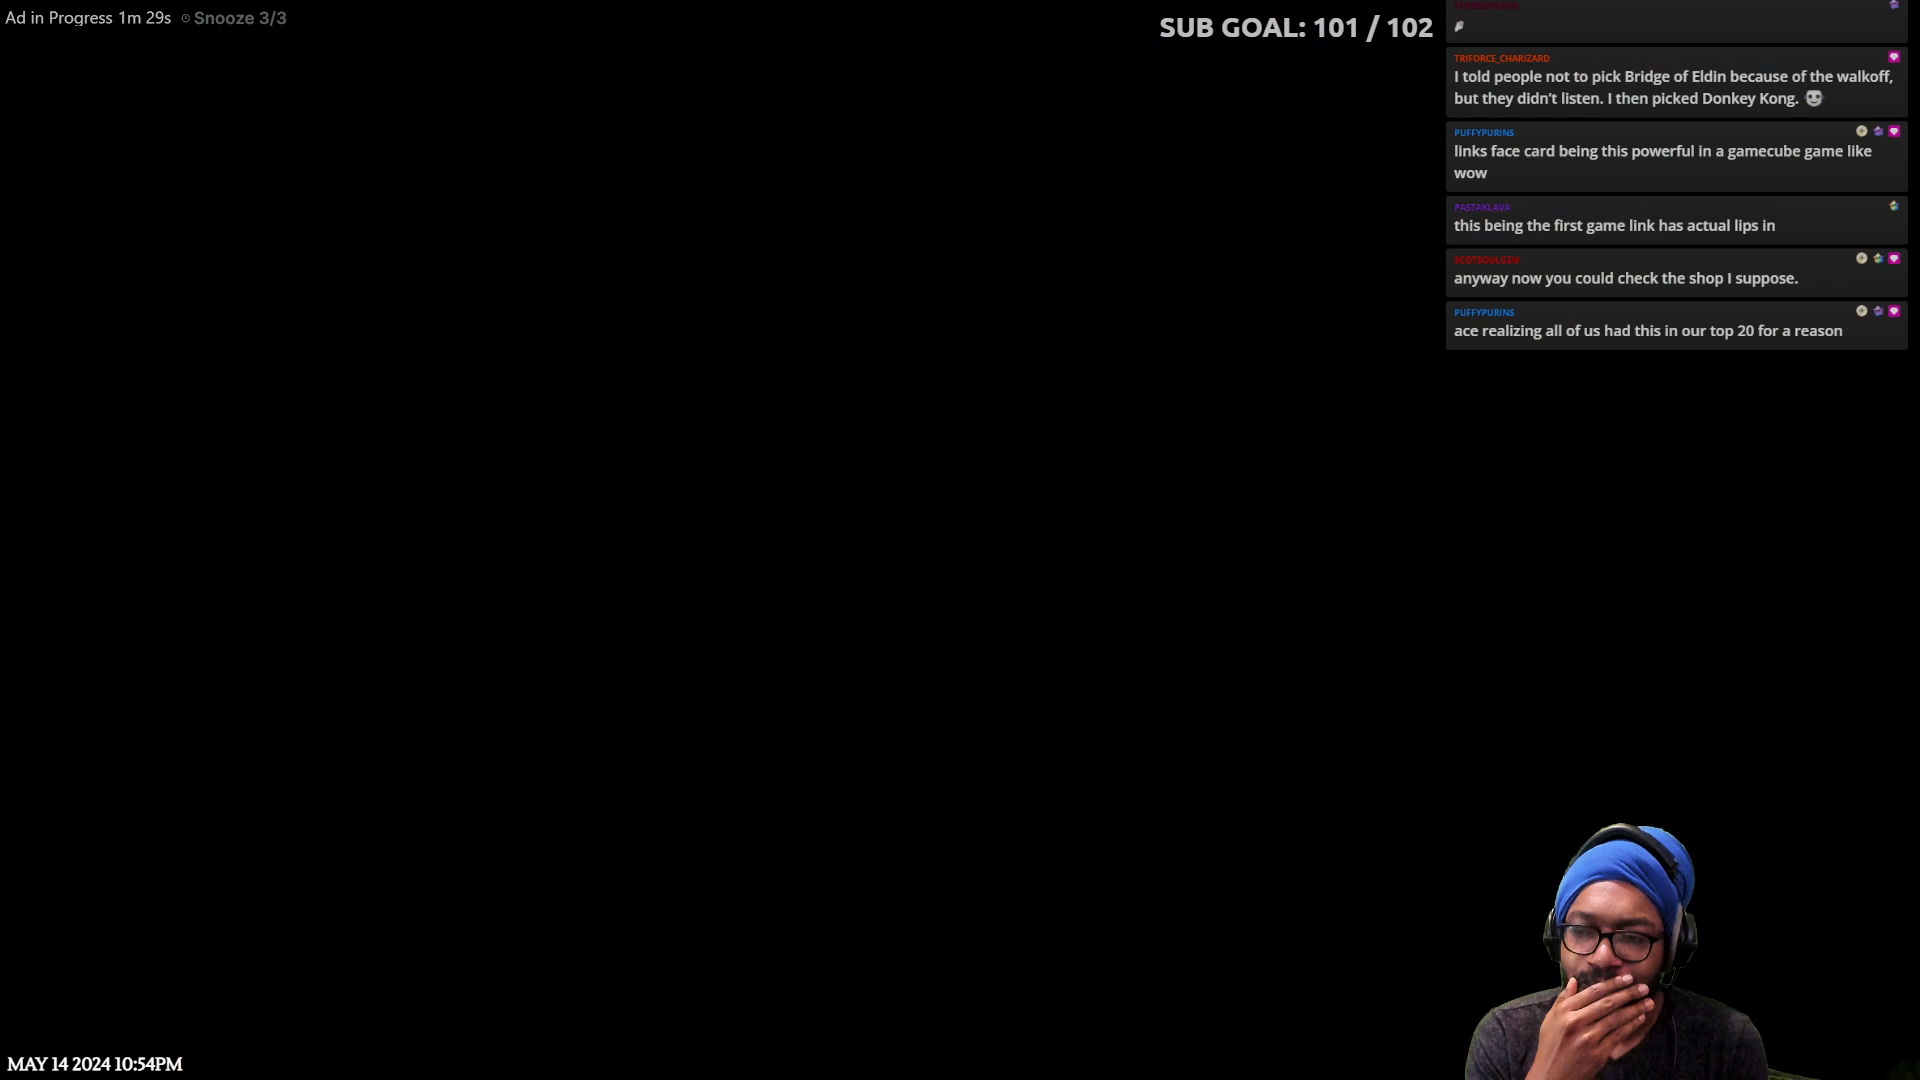 Ad in Progress 1m 29s Snooze 3/3
SUB GOAL: 101 / 102
TRIFORCE_CHARIZARD
I told people not to pick Bridge of Eldin because of the walkoff,
but they didn't listen. I then picked Donkey Kong.
PUFFYPURINS
links face card being this powerful in a gamecube game like
wow
PASTAKLAVA
this being the first game link has actual lips in
ECOTSOULGEM
anyway now you could check the shop I suppose.
PUFFYPURINS
ace realizing all of us had this in our top 20 for a reason
MAY 14 2024 10:54PM